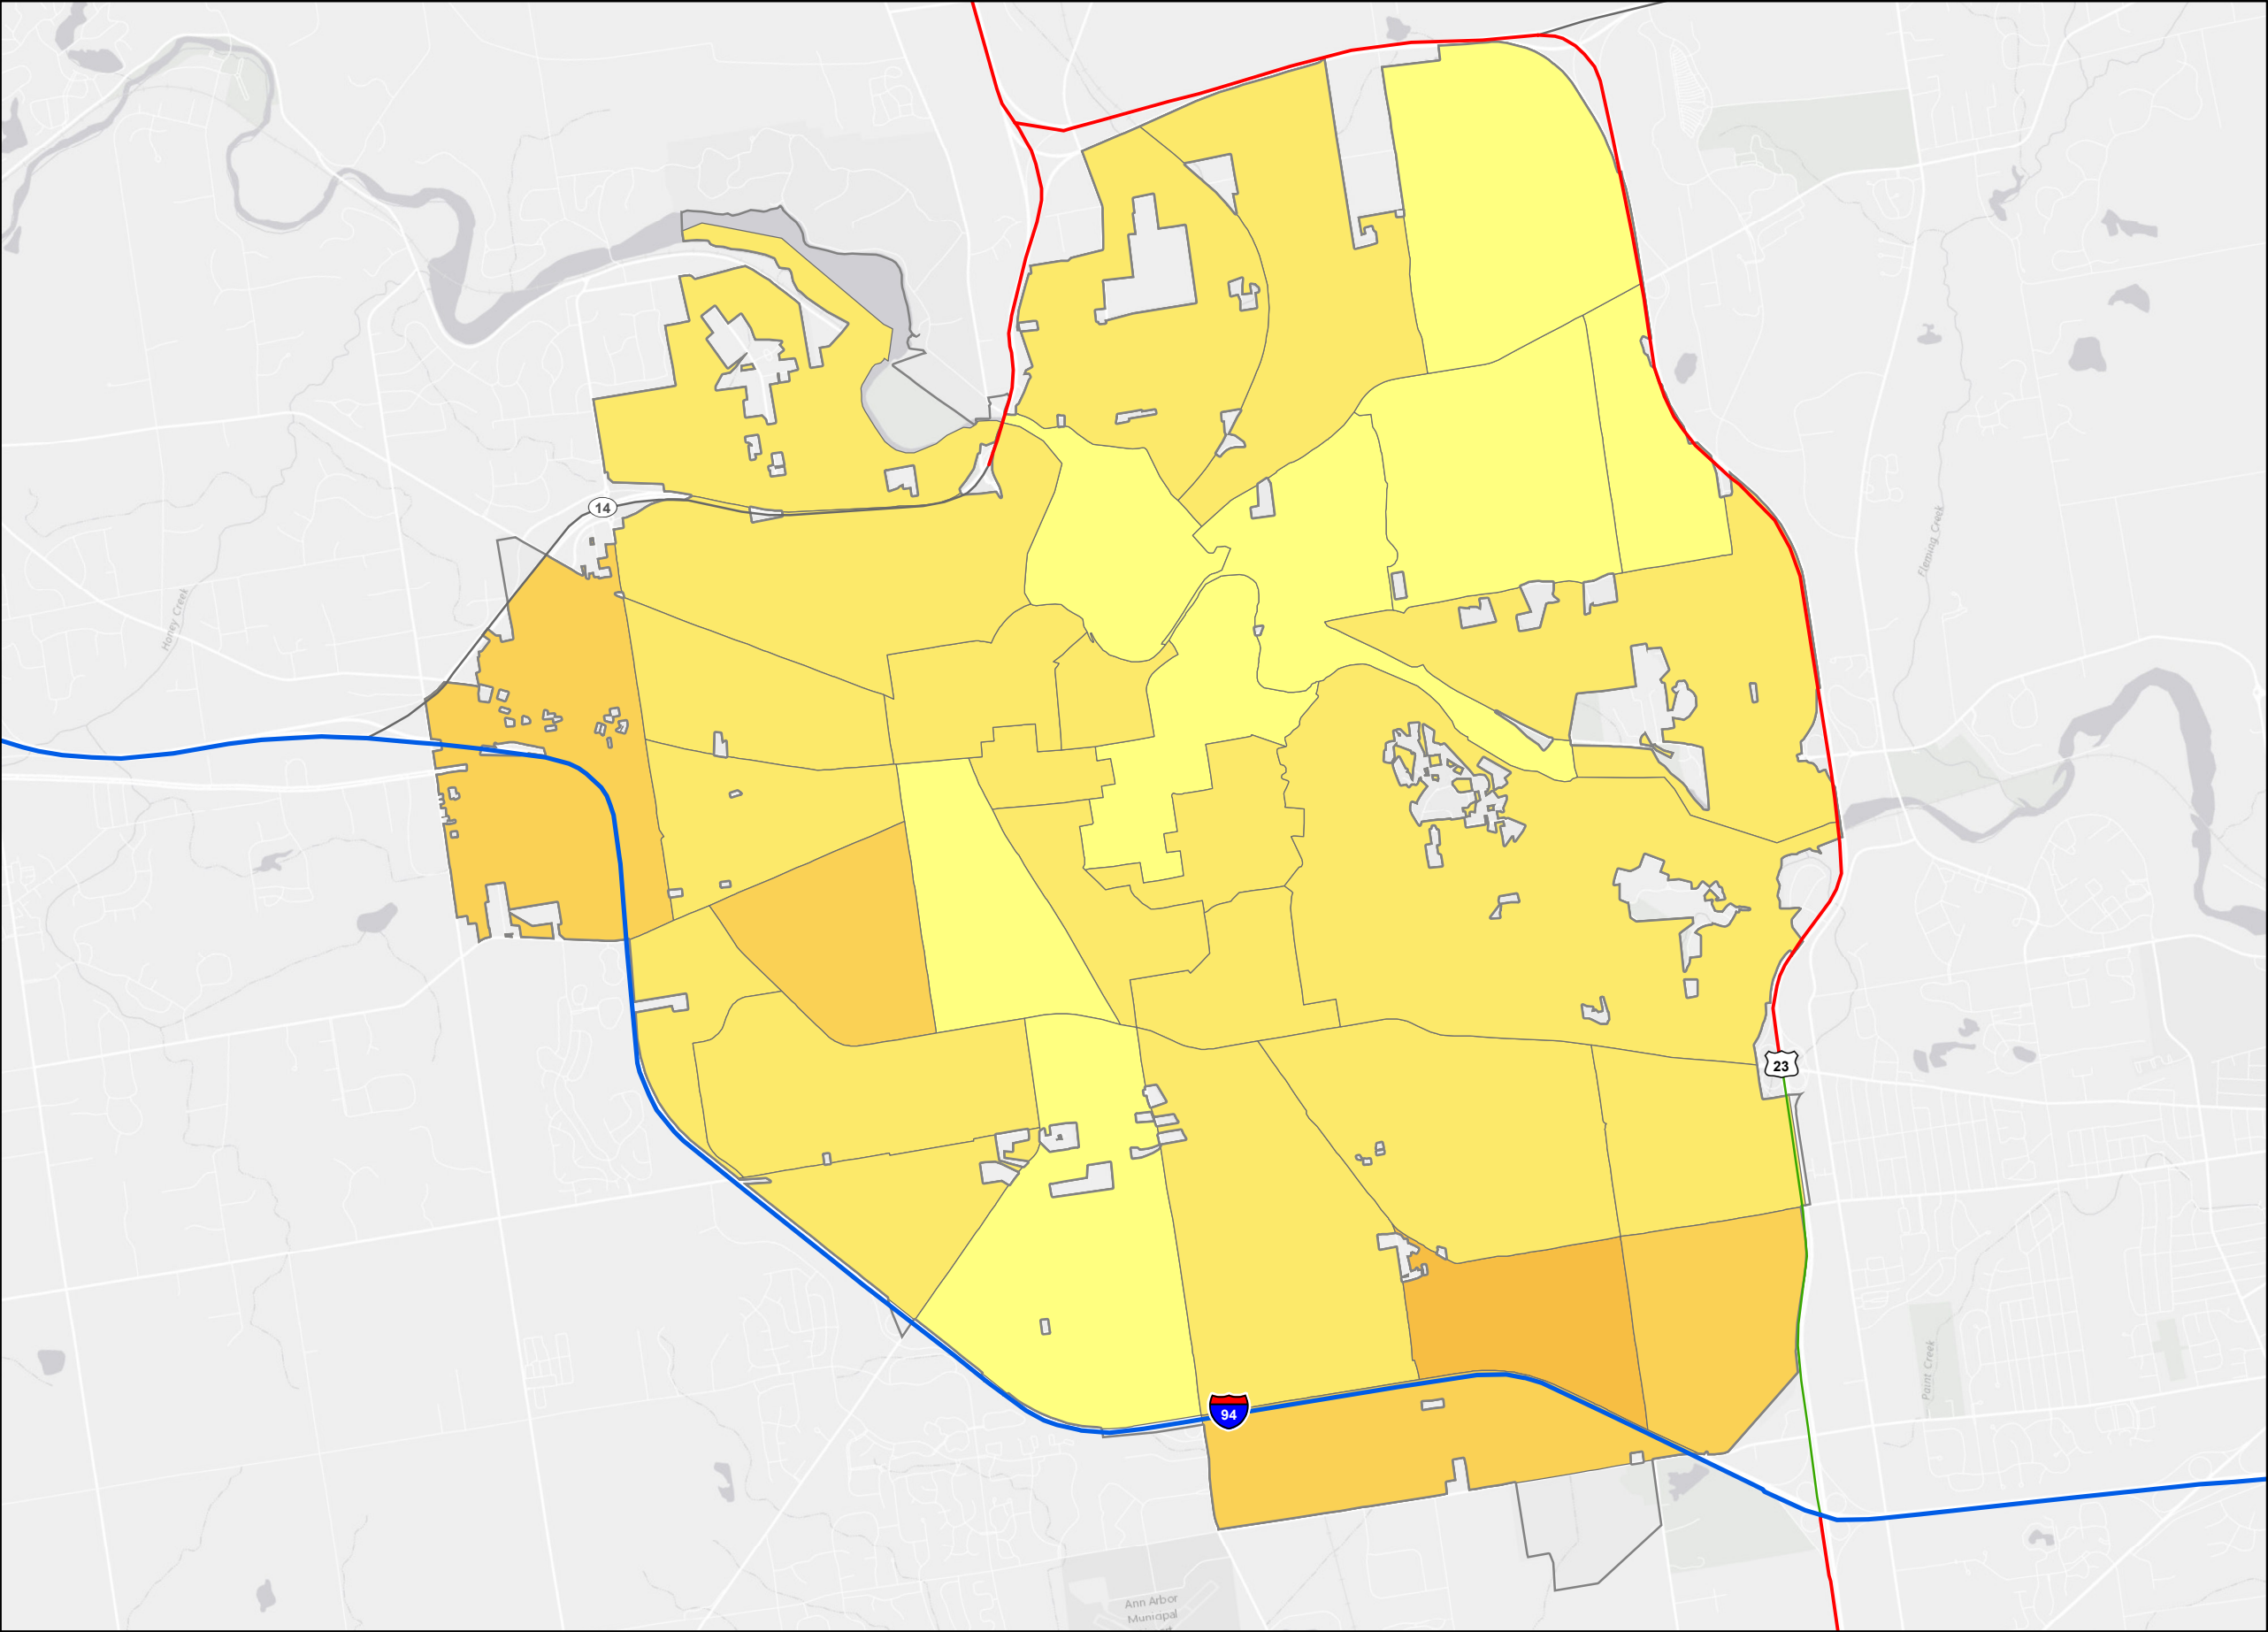 14
Honey Creek
Fleming Creek
23
Paint Creek
94
Ann Arbor
Municipal